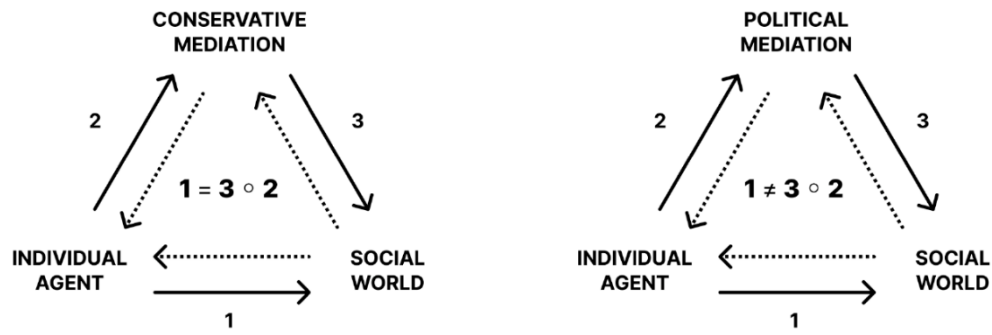 CONSERVATIVE
MEDIATION
2
3
1 = 3 ∘ 2
INDIVIDUAL
AGENT
SOCIAL
WORLD
1
POLITICAL
MEDIATION
2
3
1 ≠ 3 ∘ 2
INDIVIDUAL
AGENT
SOCIAL
WORLD
1